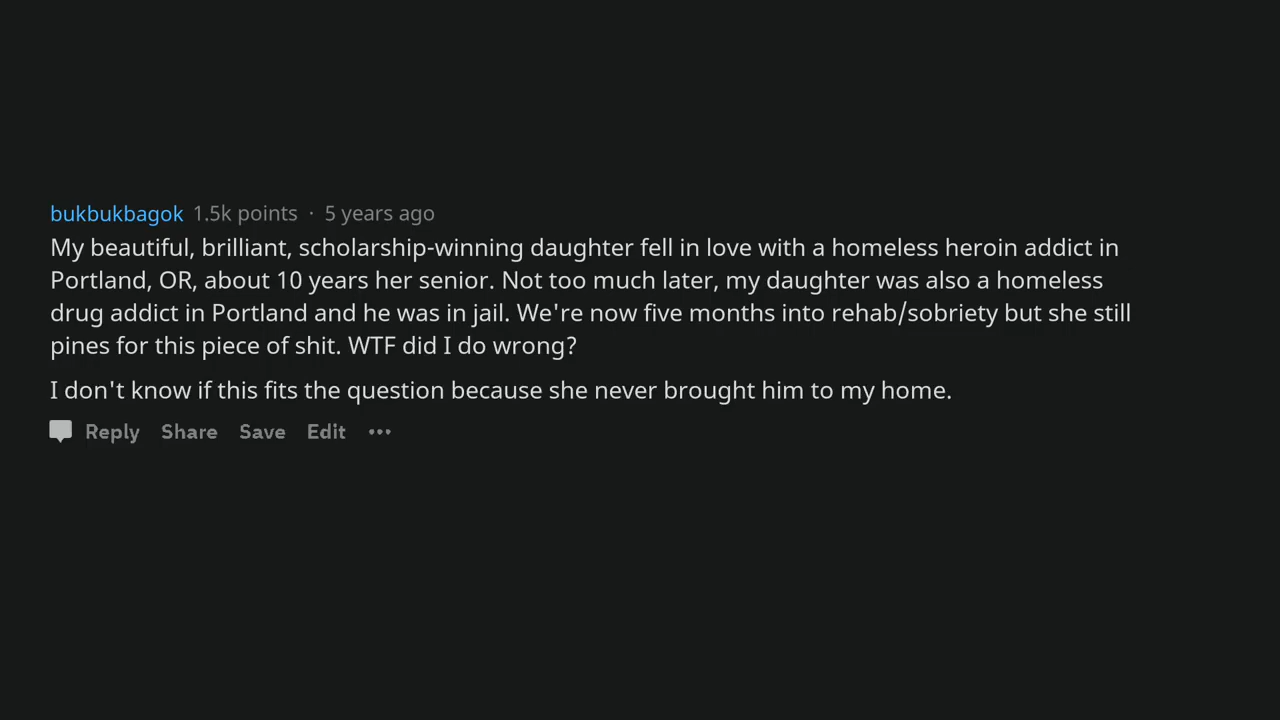 bukbukbagok 1.5k points · 5 years ago
My beautiful, brilliant, scholarship-winning daughter fell in love with a homeless heroin addict in
Portland, OR, about 10 years her senior. Not too much later, my daughter was also a homeless
drug addict in Portland and he was in jail. We're now five months into rehab/sobriety but she still
pines for this piece of shit. WTF did I do wrong?
I don't know if this fits the question because she never brought him to my home.
Reply Share Save Edit •••